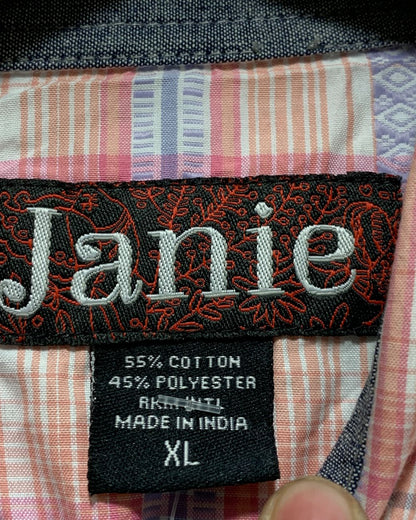 Janie
55% COTTON
45% POLYESTER
MADE IN INDIA
XL